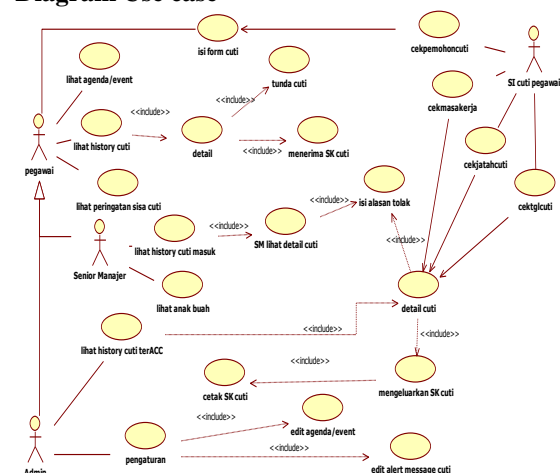 Diagram Use case
isi form cuti
cekpemohoncuti
SI cuti pegawai
lihat agenda/event
tunda cuti
cekmasakerja
<<include>>
lihat history cuti
detail
<<include>>
menerima SK cuti
pegawai
cekjatahcuti
lihat peringatan sisa cuti
<<include>>
isi alasan tolak
cektglcuti
<<include>>
lihat history cuti masuk
SM lihat detail cuti
<<include>>
Senior Manajer
lihat anak buah
detail cuti
<<include>>
lihat history cuti terACC
<<include>>
<<include>>
cetak SK cuti
mengeluarkan SK cuti
<<include>>
edit agenda/event
pengaturan
<<include>>
Admin
edit alert message cuti